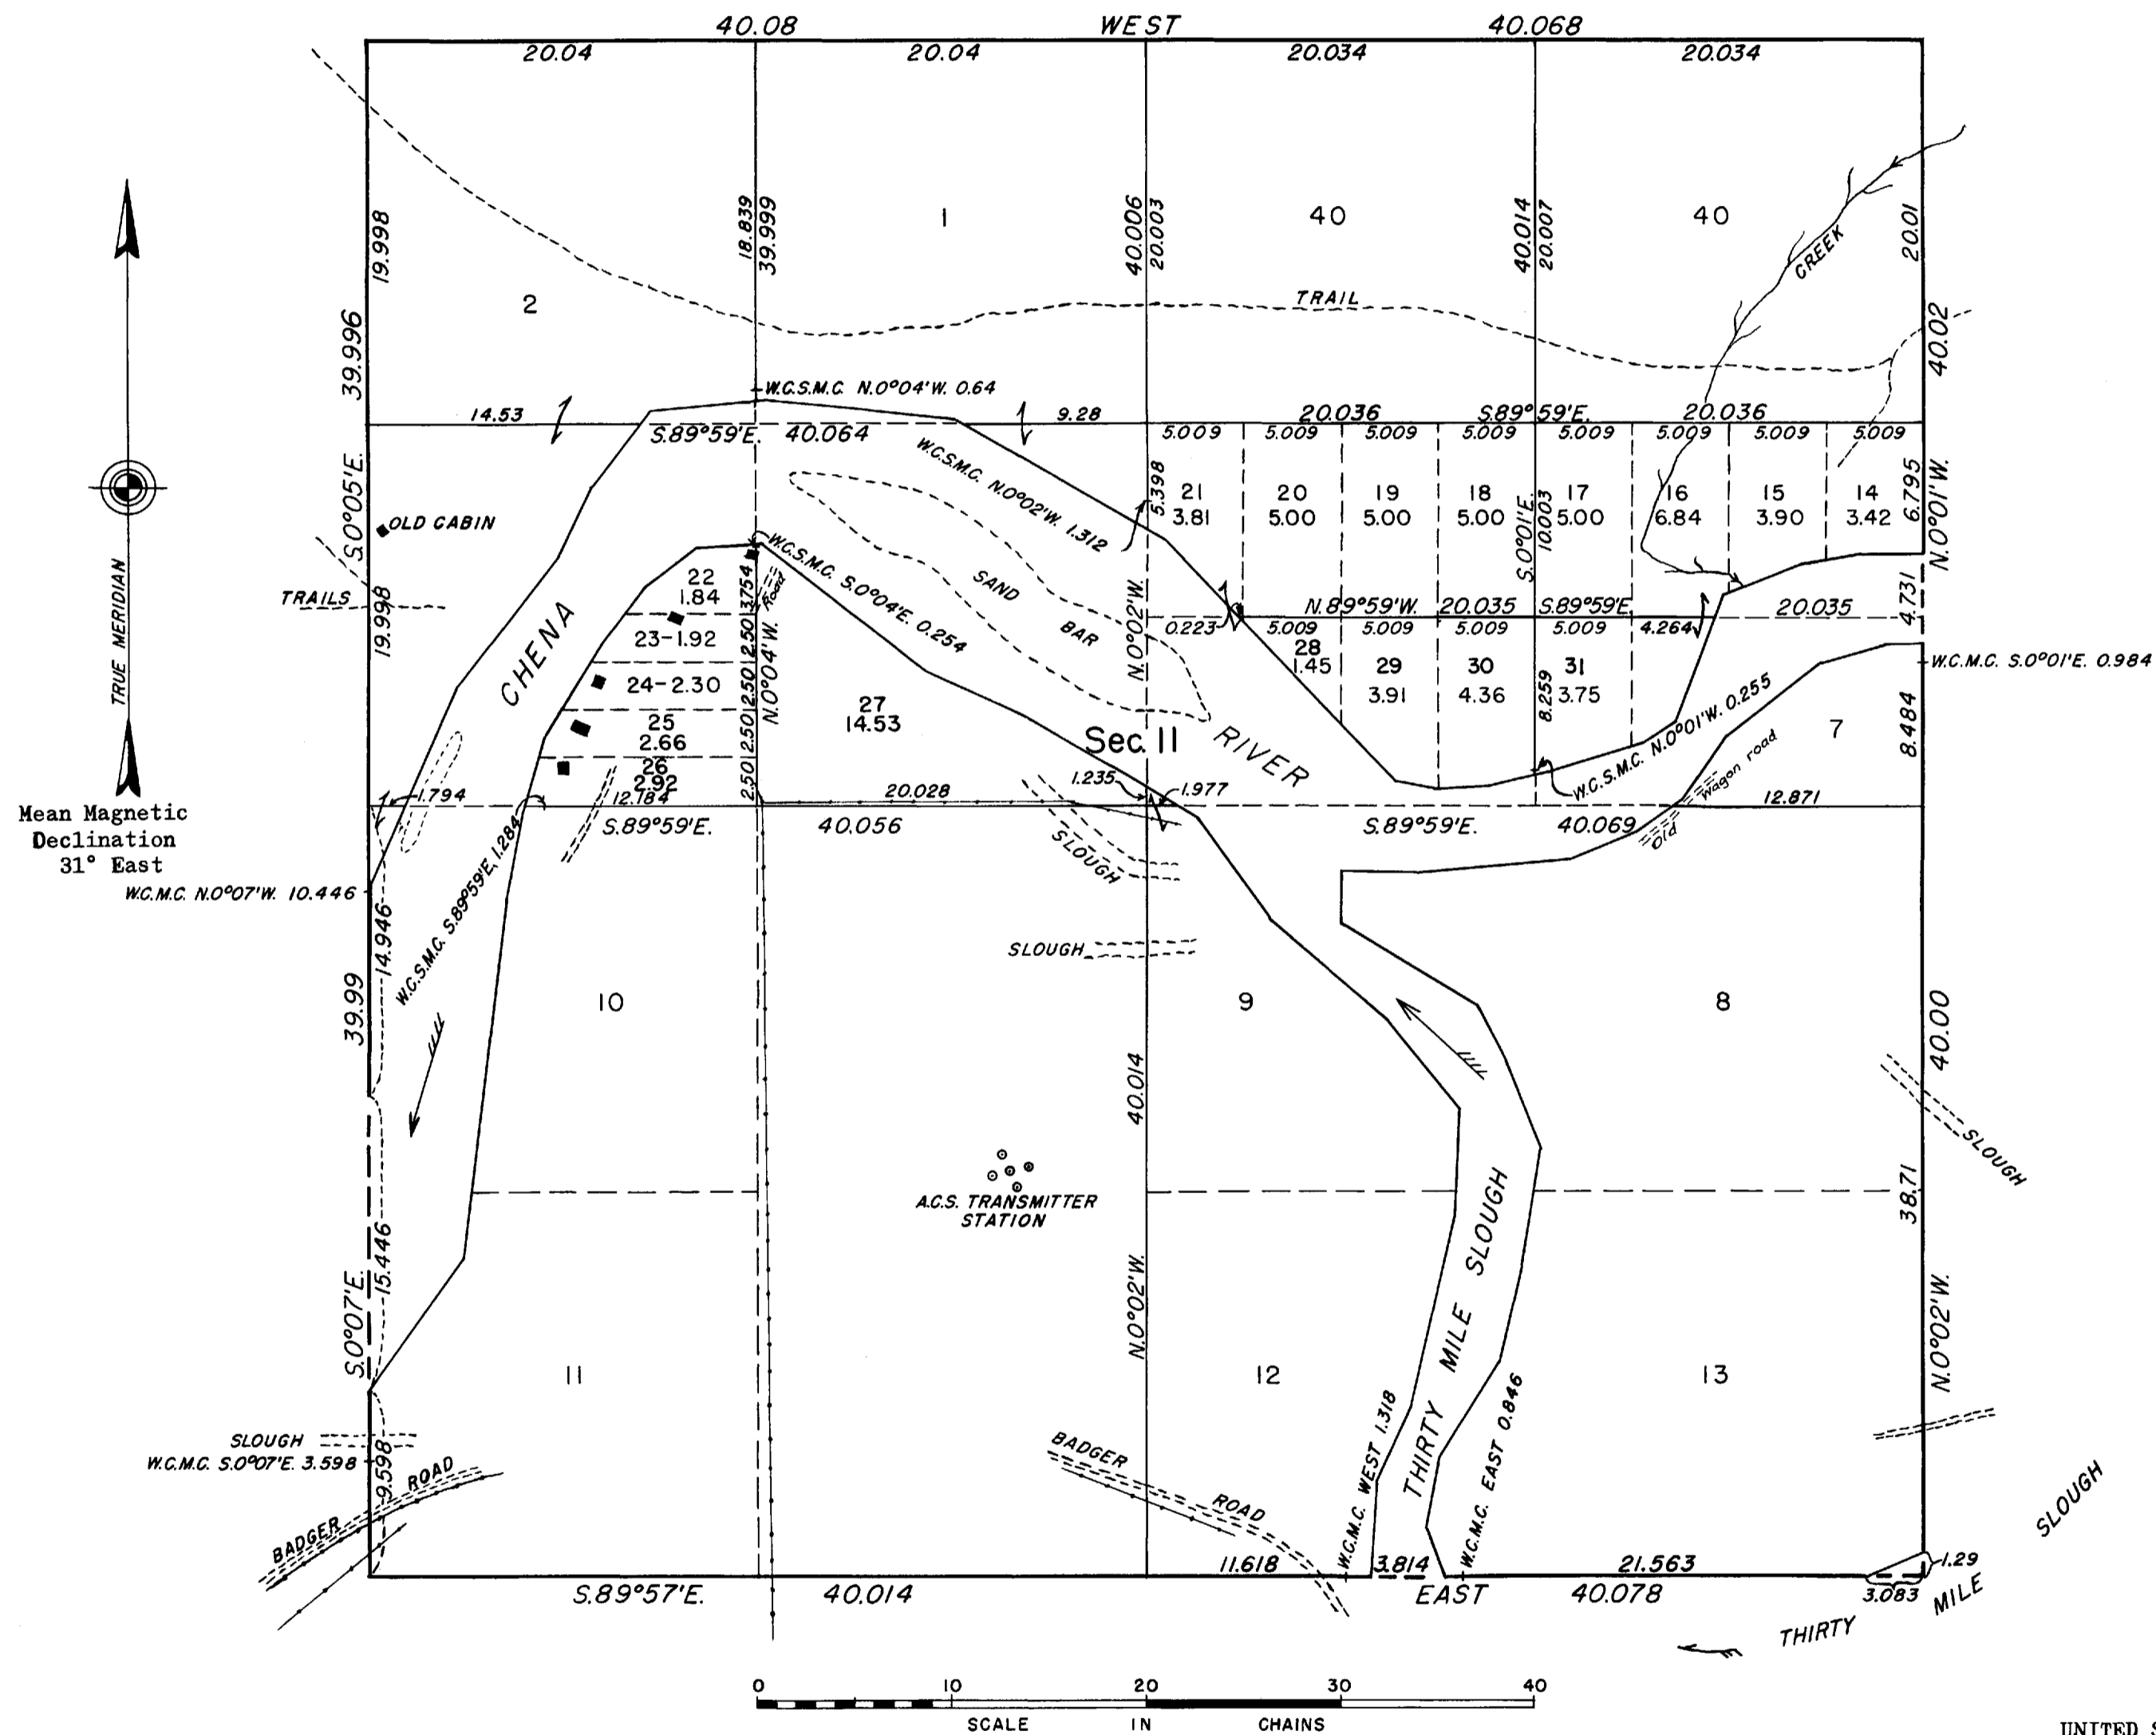 40.08 WEST 40.068
20.04 20.04 20.034 20.034
19.998
18.839
39.999
1
40.006
20.003
40
40.014
20.007
40
CREEK
20.01
2
TRAIL
39.996
40.02
W.C.S.M.C. N.0°04'W. 0.64
14.53
9.28
20.036
S.89°59'E.
20.036
S.89°59'E. 40.064
5.009 5.009 5.009 5.009 5.009 5.009 5.009 5.009
W.C.S.M.C. N.0°02'W. 1.312
5.398
21
3.81
20
5.00
19
5.00
18
5.00
S.0°01'E.
10.003
17
5.00
16
6.84
15
3.90
14
3.42
6.795
N.0°01'W.
S.0°05'E.
OLD CABIN
TRUE MERIDIAN
TRAILS
19.998
CHENA
22
1.84
3.754
Road
W.C.S.M.C. S.0°04'E. 0.254
SAND
BAR
N.0°02'W.
N.89°59'W. 20.035 S.89°59'E.
20.035
4.731
0.223
5.009 5.009 5.009 5.009
4.264
23-1.92
2.50
24-2.30
2.50
N.0°04'W.
25
2.66
2.50
26
2.92
2.50
27
14.53
28
1.45
29
3.91
30
4.36
8.259
31
3.75
W.C.M.C. S.0°01'E. 0.984
W.C.S.M.C. N.0°01'W. 0.255
7
8.484
Sec. 11
RIVER
Old Wagon road
1.794
12.184
20.028
1.235
1.977
12.871
S.89°59'E. 40.056
S.89°59'E. 40.069
Mean Magnetic
Declination
31° East
W.C.M.C. N.0°07'W. 10.446
W.C.S.M.C. S.89°59'E. 1.284
14.946
SLOUGH
SLOUGH
39.99
10
9
8
40.00
40.014
SLOUGH
38.71
A.C.S. TRANSMITTER
STATION
S.0°07'E.
15.446
N.0°02'W.
N.0°02'W.
11
12
13
THIRTY MILE SLOUGH
W.C.M.C. WEST 1.318
W.C.M.C. EAST 0.846
SLOUGH
W.C.M.C. S.0°07'E. 3.598
9.598
BADGER ROAD
BADGER ROAD
11.618
3.814
21.563
1.29
S.89°57'E. 40.014
EAST 40.078
3.083
THIRTY MILE SLOUGH
0 10 20 30 40
SCALE IN CHAINS
UNITED